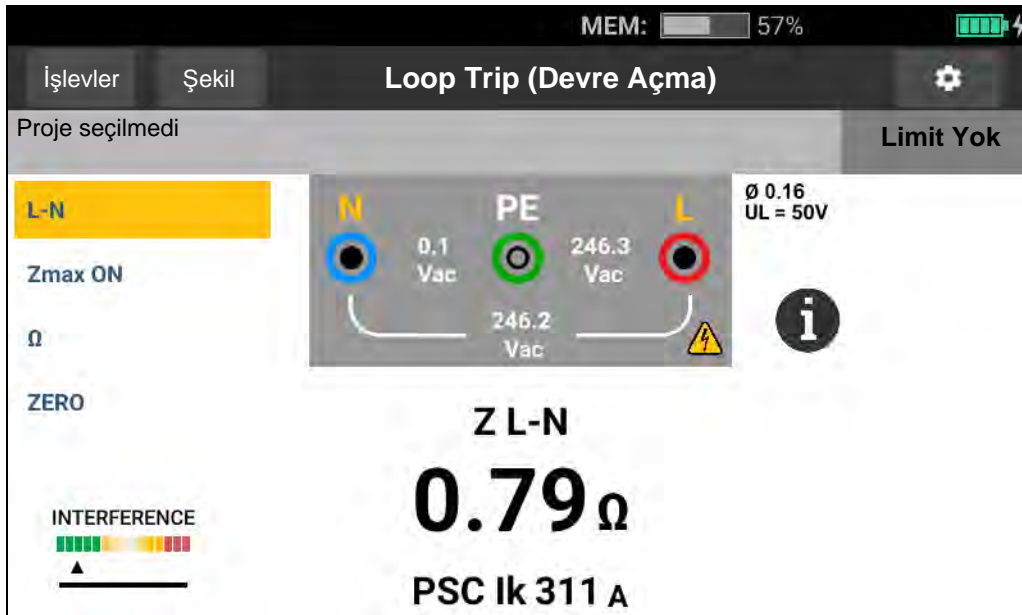 MEM: 57%
İşlevler Şekil Loop Trip (Devre Açma)
Proje seçilmedi Limit Yok
L-N
Zmax ON
Ω
ZERO
INTERFERENCE
N PE L
0.1 Vac 246.3 Vac
246.2 Vac
Ø 0.16
UL = 50V
i
Z L-N
0.79 Ω
PSC Ik 311 A